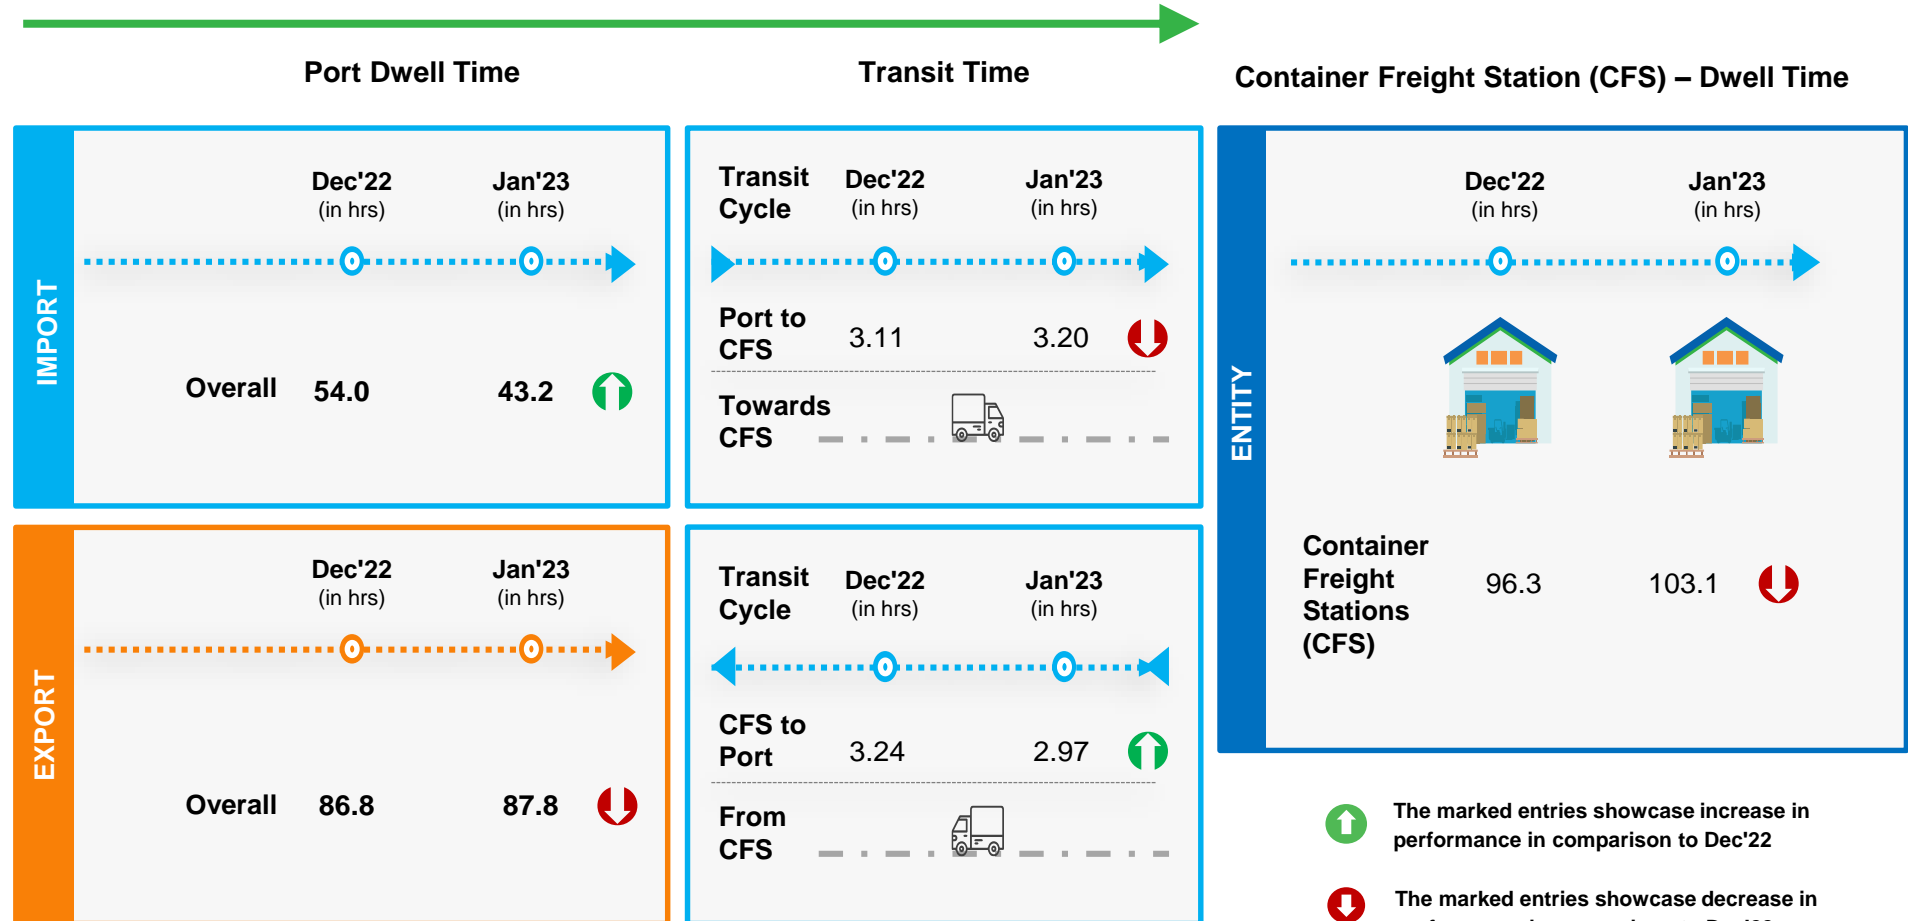 Port Dwell Time
Transit Time
Container Freight Station (CFS) – Dwell Time
IMPORT
Dec'22
(in hrs)
Jan'23
(in hrs)
Overall 54.0 43.2
Transit
Cycle
Dec'22
(in hrs)
Jan'23
(in hrs)
Port to
CFS
3.11 3.20
Towards
CFS
ENTITY
Dec'22
(in hrs)
Jan'23
(in hrs)
Container
Freight
Stations
(CFS)
96.3 103.1
EXPORT
Dec'22
(in hrs)
Jan'23
(in hrs)
Overall 86.8 87.8
Transit
Cycle
Dec'22
(in hrs)
Jan'23
(in hrs)
CFS to
Port
3.24 2.97
From
CFS
The marked entries showcase increase in
performance in comparison to Dec'22
The marked entries showcase decrease in